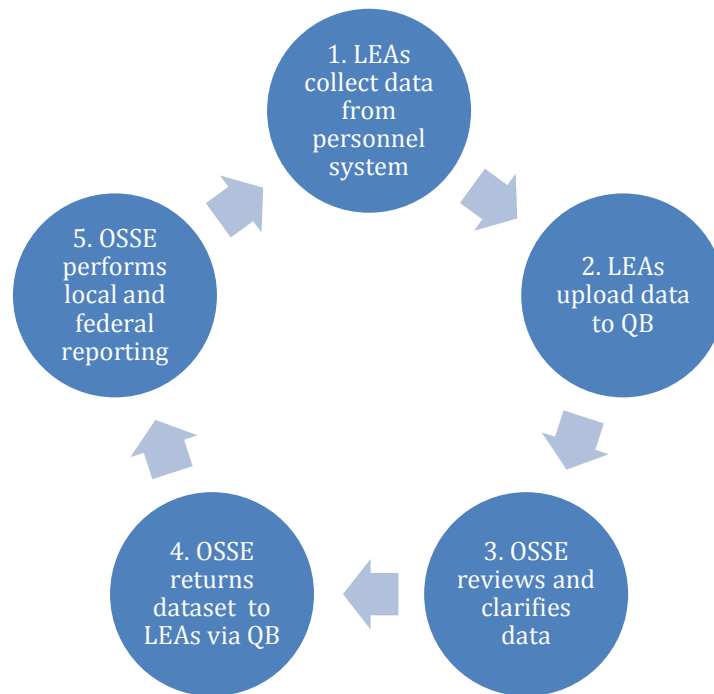 1. LEAs
collect data
from
personnel
system
2. LEAs
upload data
to QB
3. OSSE
reviews and
clarifies
data
4. OSSE
returns
dataset  to
LEAs via QB
5. OSSE
performs
local and
federal
reporting